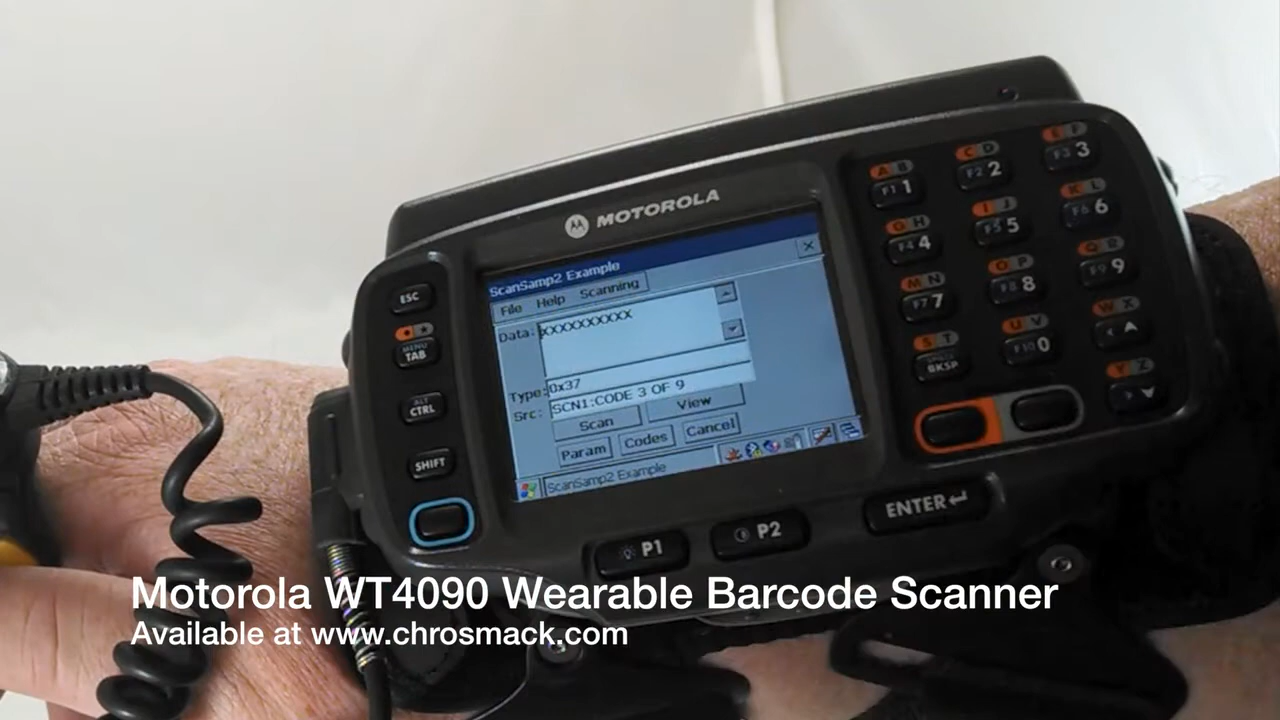 MOTOROLA
ScanSamp2 Example
File Help Scanning
Data: xxxxxxxxxx
Type: 0x37
Src: SCN1:CODE 3 OF 9
Scan View
Param Codes Cancel
ScanSamp2 Example
ESC
MENU
TAB
ALT
CTRL
SHIFT
A B
F1 1
C D
F2 2
E F
F3 3
G H
F4 4
I J
F5 5
K L
F6 6
M N
F7 7
O P
F8 8
Q R
F9 9
S T
BKSP
U V
F10 0
W X
Y Z
P1
P2
ENTER
Motorola WT4090 Wearable Barcode Scanner
Available at www.chrosmack.com